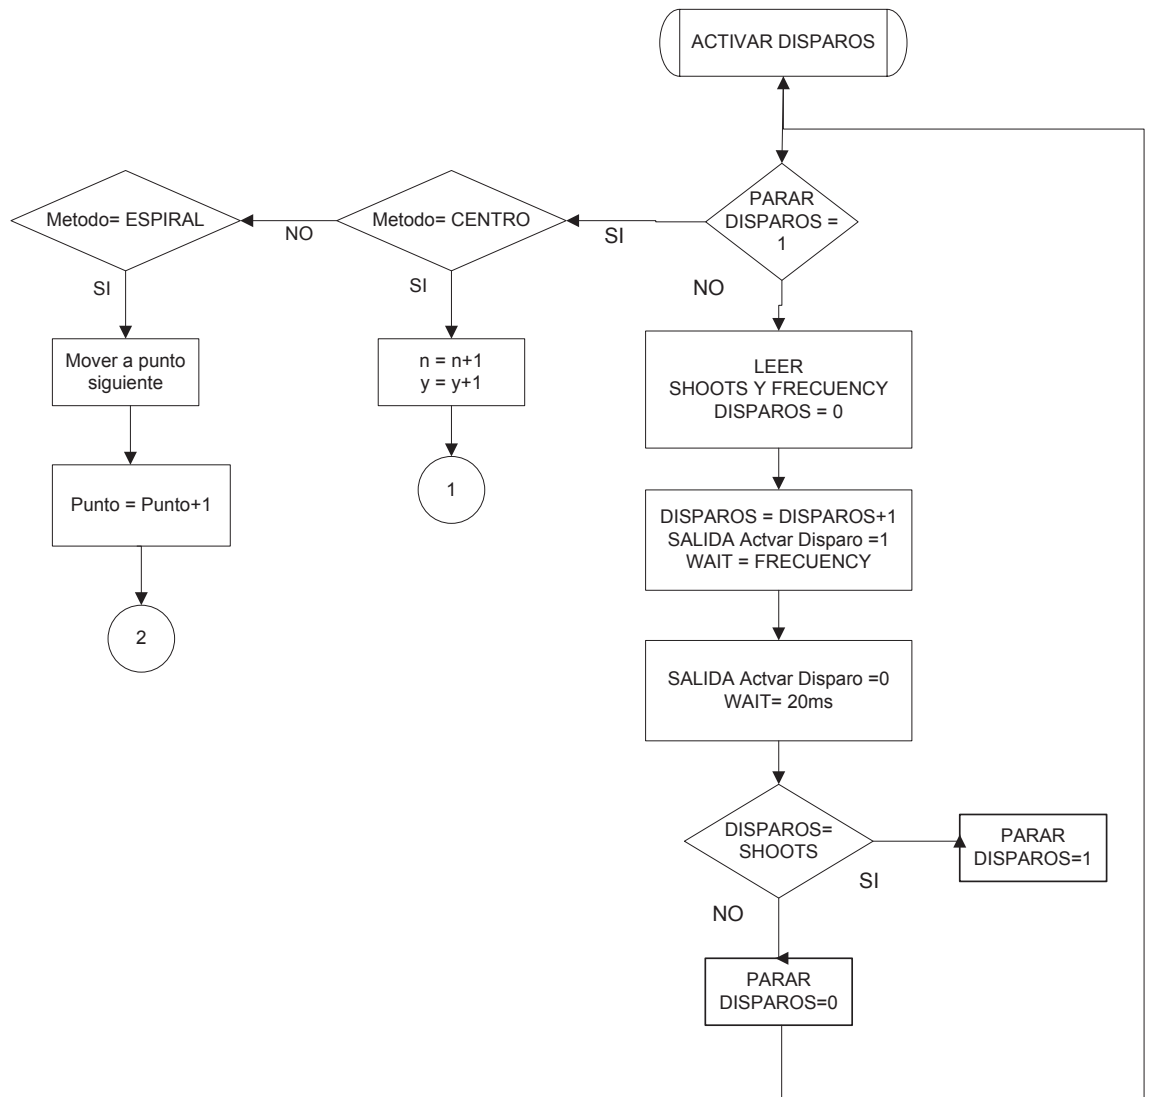 ACTIVAR DISPAROS
PARAR
DISPAROS =
1
SI
NO
Metodo= CENTRO
NO
SI
Metodo= ESPIRAL
SI
Mover a punto
siguiente
Punto = Punto+1
2
n = n+1
y = y+1
1
LEER
SHOOTS Y FRECUENCY
DISPAROS = 0
DISPAROS = DISPAROS+1
SALIDA Actvar Disparo =1
WAIT = FRECUENCY
SALIDA Actvar Disparo =0
WAIT= 20ms
DISPAROS=
SHOOTS
SI
NO
PARAR
DISPAROS=1
PARAR
DISPAROS=0